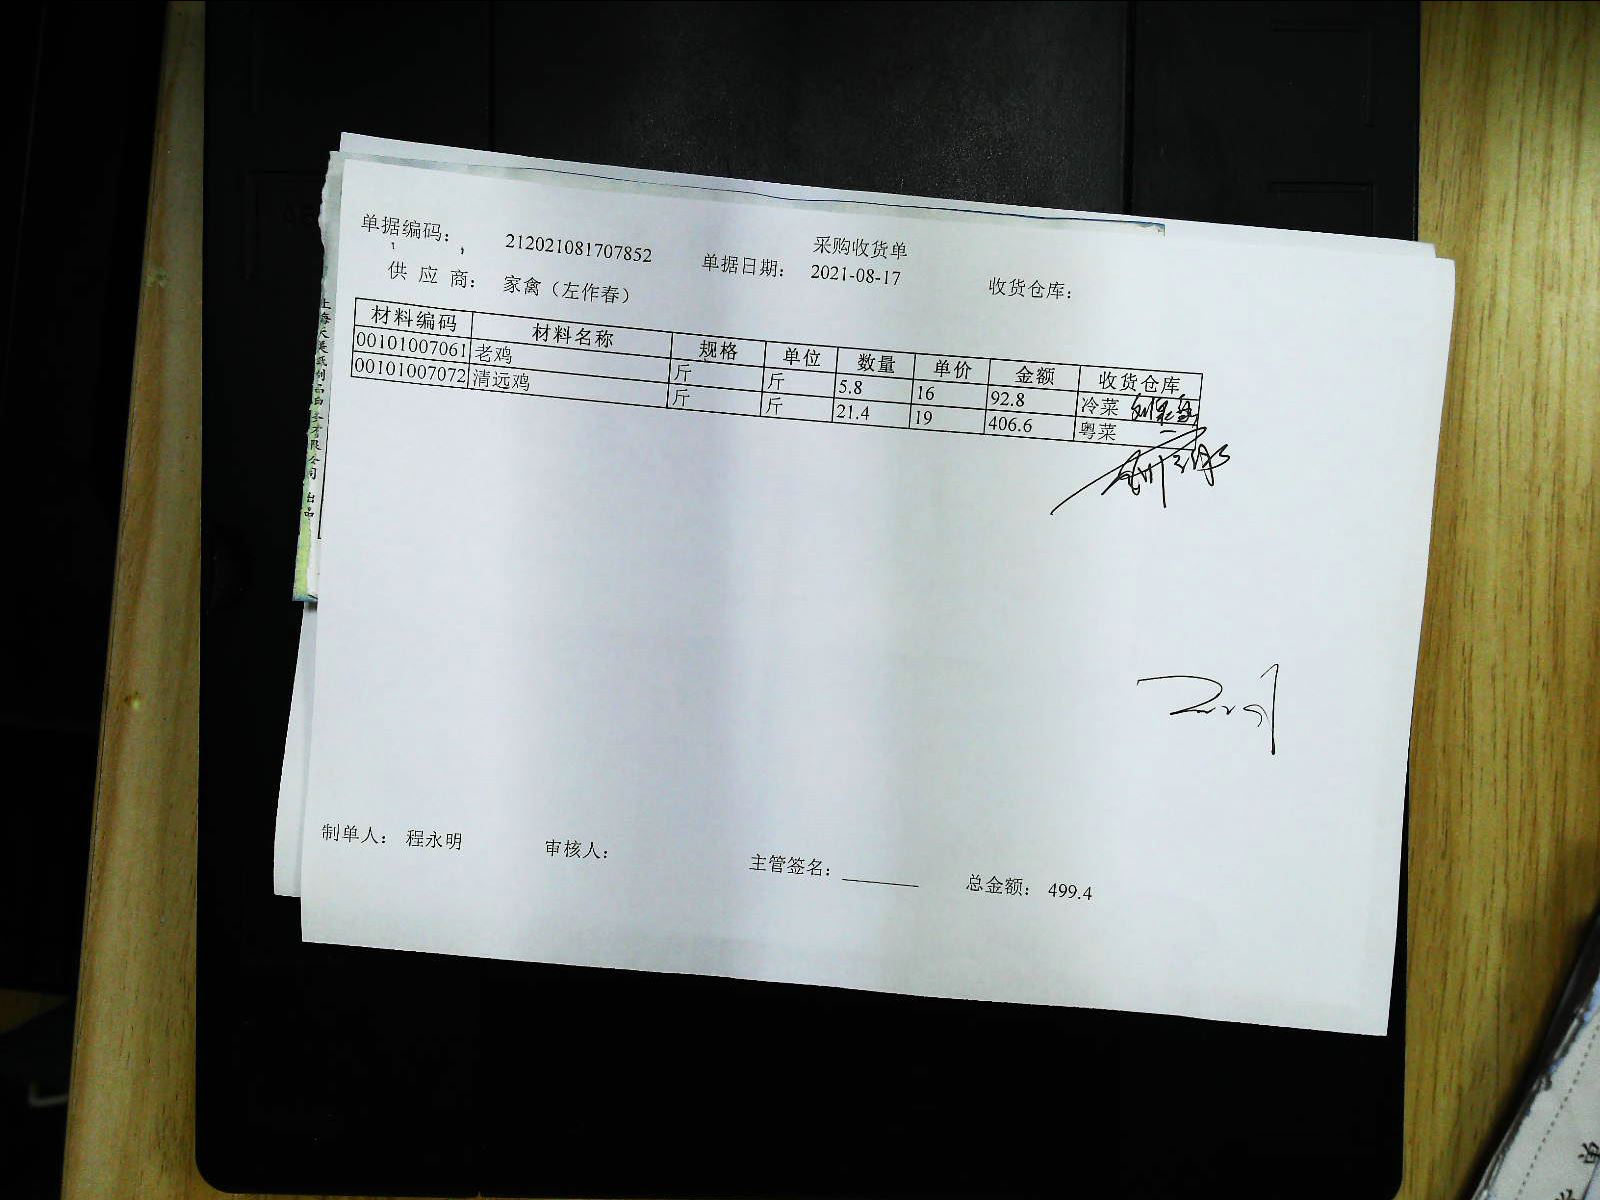 采购收货单
单据编码： 212021081707852 单据日期： 2021-08-17 收货仓库：
供 应 商： 家禽（左作春）
材料编码 材料名称 规格 单位 数量 单价 金额 收货仓库
00101007061 老鸡 斤 斤 5.8 16 92.8 冷菜
00101007072 清远鸡 斤 斤 21.4 19 406.6 粤菜
制单人： 程永明 审核人： 主管签名： 总金额： 499.4